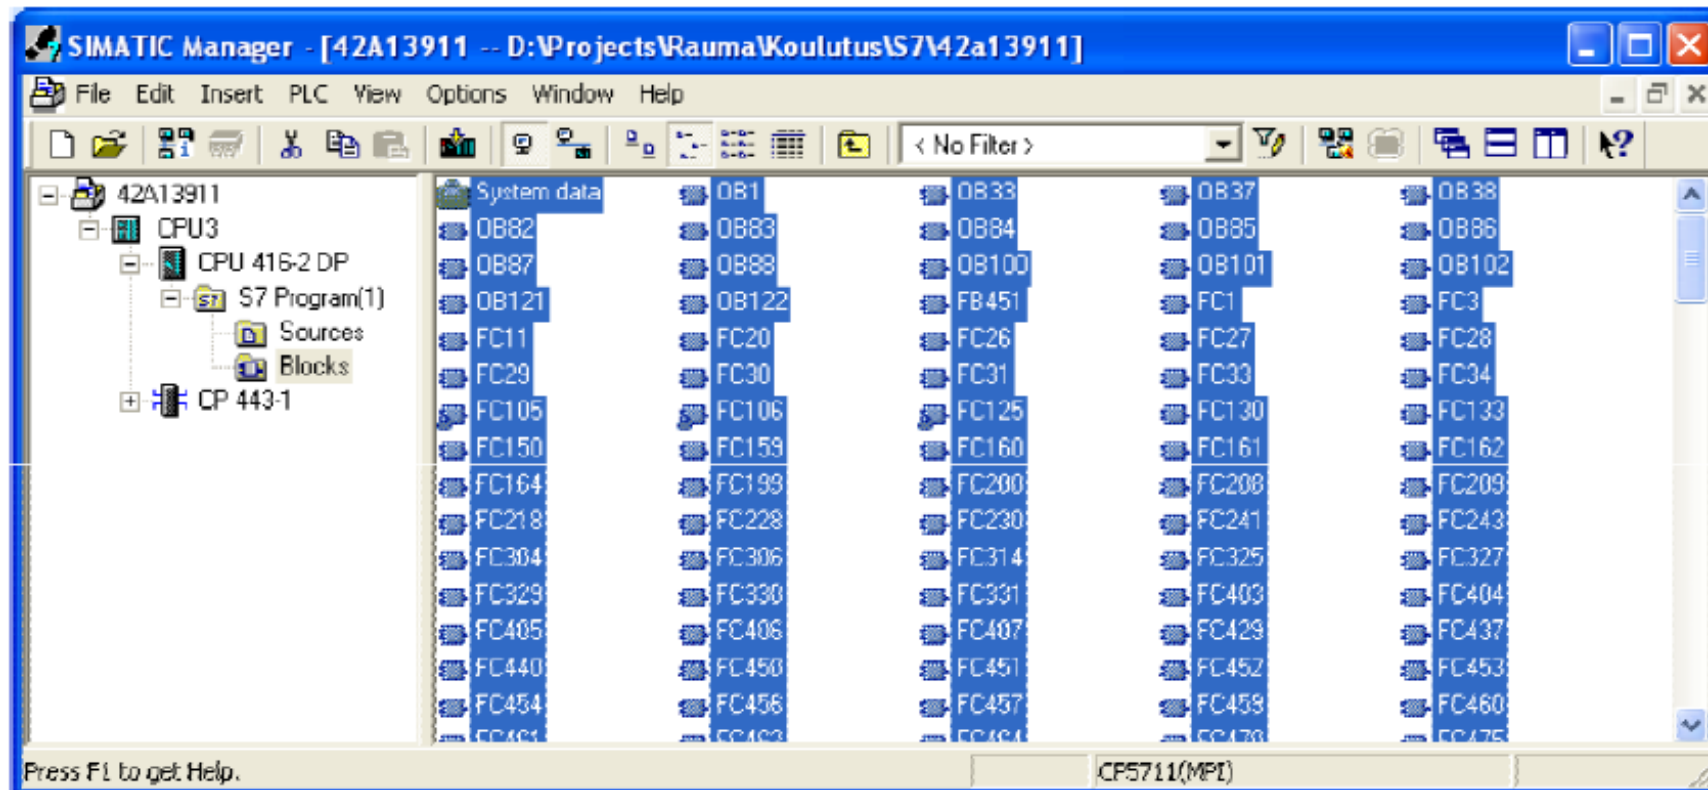 SIMATIC Manager - [42A13911 -- D:\Projects\Rauma\Koulutus\S7\42a13911]
File Edit Insert PLC View Options Window Help
< No Filter >
42A13911
CPU3
CPU 416-2 DP
S7 Program(1)
Sources
Blocks
CP 443-1
System data OB1 OB33 OB37 OB38
OB82 OB83 OB84 OB85 OB86
OB87 OB88 OB100 OB101 OB102
OB121 OB122 FB451 FC1 FC3
FC11 FC20 FC26 FC27 FC28
FC29 FC30 FC31 FC33 FC34
FC105 FC106 FC125 FC130 FC133
FC150 FC159 FC160 FC161 FC162
FC164 FC199 FC200 FC208 FC209
FC218 FC228 FC230 FC241 FC243
FC304 FC306 FC314 FC325 FC327
FC329 FC330 FC331 FC403 FC404
FC405 FC406 FC407 FC429 FC437
FC440 FC450 FC451 FC452 FC453
FC454 FC456 FC457 FC459 FC460
FC461 FC463 FC464 FC470 FC475
Press F1 to get Help.
CP5711(MPI)